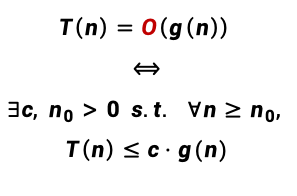 T(n) = O(g(n))
⇔
∃c, n₀ > 0 s.t. ∀n ≥ n₀,
T(n) ≤ c · g(n)